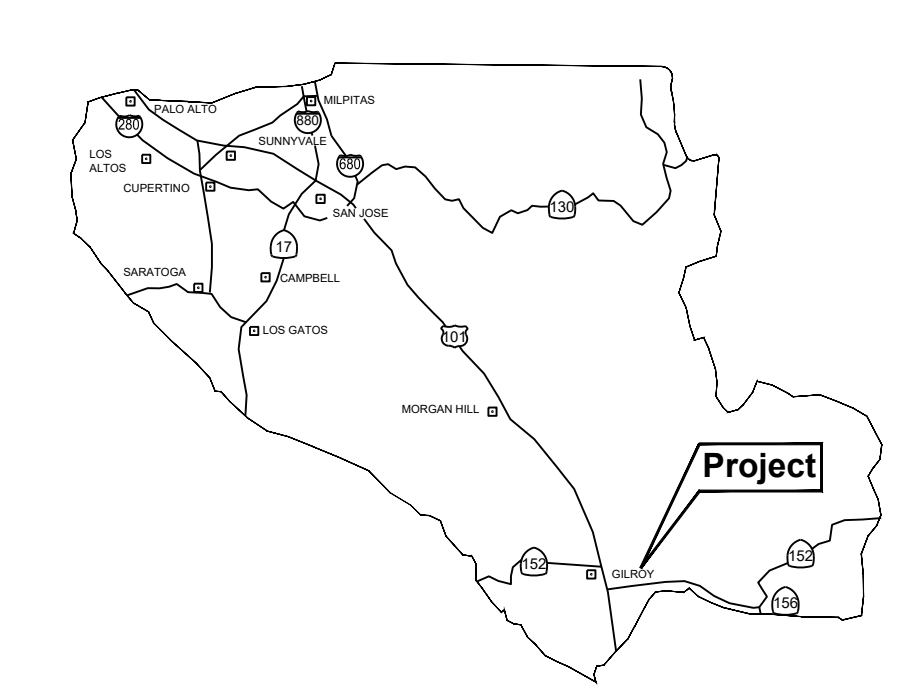 MILPITAS
PALO ALTO
880
280
SUNNYVALE
LOS
ALTOS
680
CUPERTINO
130
SAN JOSE
17
SARATOGA
CAMPBELL
LOS GATOS
101
MORGAN HILL
Project
152
152
GILROY
156